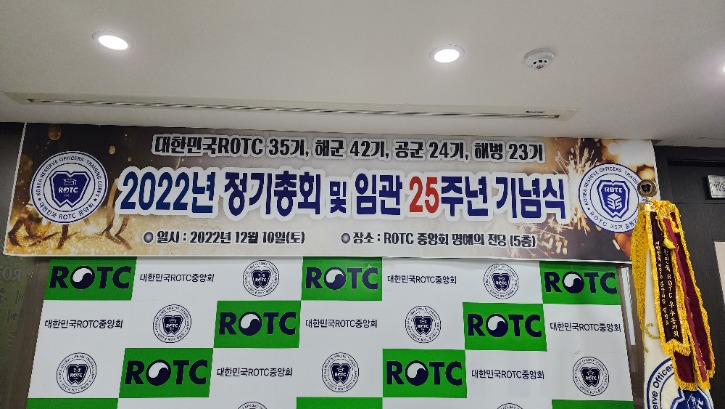 대한민국ROTC 35기, 해군 42기, 공군 24기, 해병 23기
2022년 정기총회 및 임관 25주년 기념식
일시 : 2022년 12월 10일(토) 장소 : ROTC 중앙회 명예의 전당 (5층)
KOREA RESERVE OFFICERS' TRAINING CORPS
ROTC
대한민국 ROTC 중앙회
ROTC
ROTC 대한민국ROTC중앙회 ROTC ROTC
대한민국ROTC중앙회 ROTC 대한민국ROTC중앙회 ROTC 대한민국ROTC중앙회
ROTC 대한민국ROTC중앙회 ROTC 대한민국ROTC중앙회